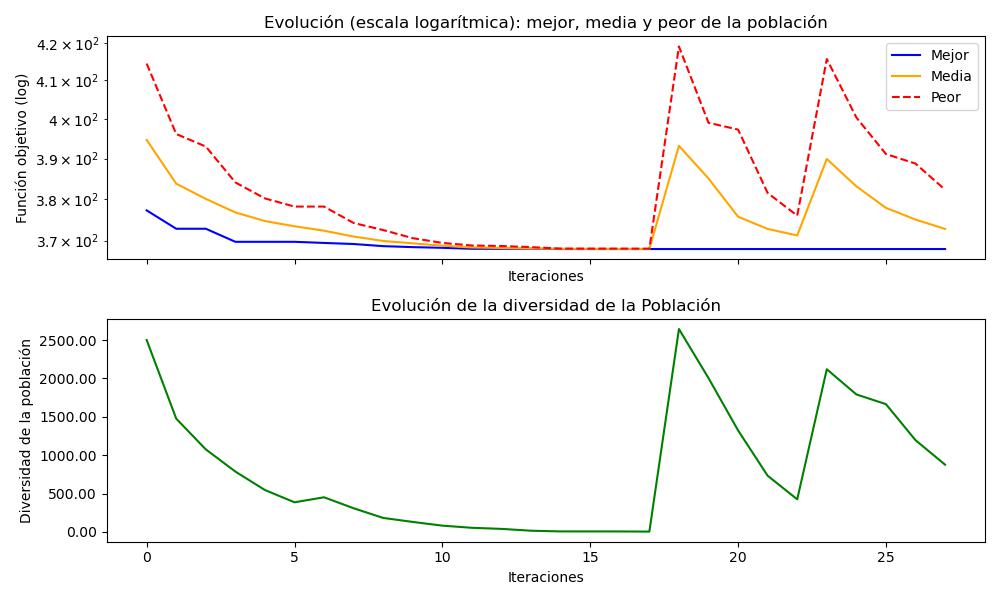 Evolución (escala logarítmica): mejor, media y peor de la población
Función objetivo (log)
4.2 × 10²
4.1 × 10²
4 × 10²
3.9 × 10²
3.8 × 10²
3.7 × 10²
Mejor
Media
Peor
Iteraciones
Evolución de la diversidad de la Población
Diversidad de la población
2500.00
2000.00
1500.00
1000.00
500.00
0.00
0 5 10 15 20 25
Iteraciones